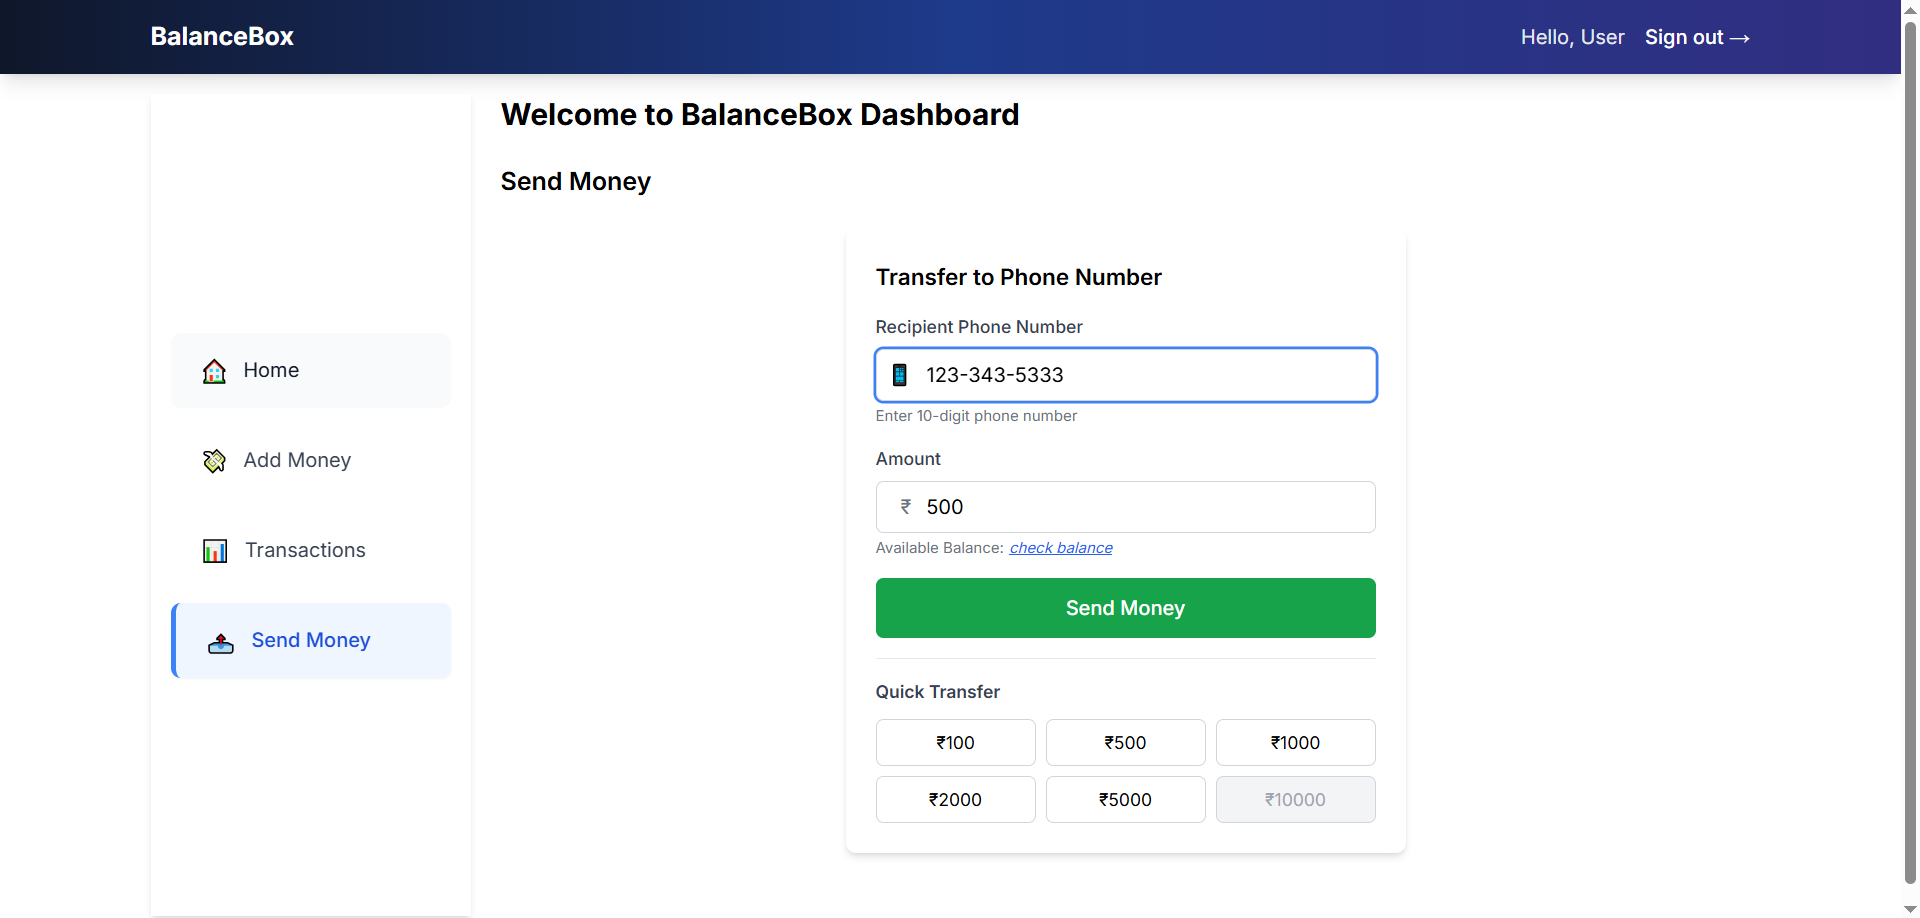 BalanceBox
Hello, User Sign out →
Welcome to BalanceBox Dashboard
Send Money
Home
Add Money
Transactions
Send Money
Transfer to Phone Number
Recipient Phone Number
123-343-5333
Enter 10-digit phone number
Amount
₹ 500
Available Balance: check balance
Send Money
Quick Transfer
₹100 ₹500 ₹1000
₹2000 ₹5000 ₹10000